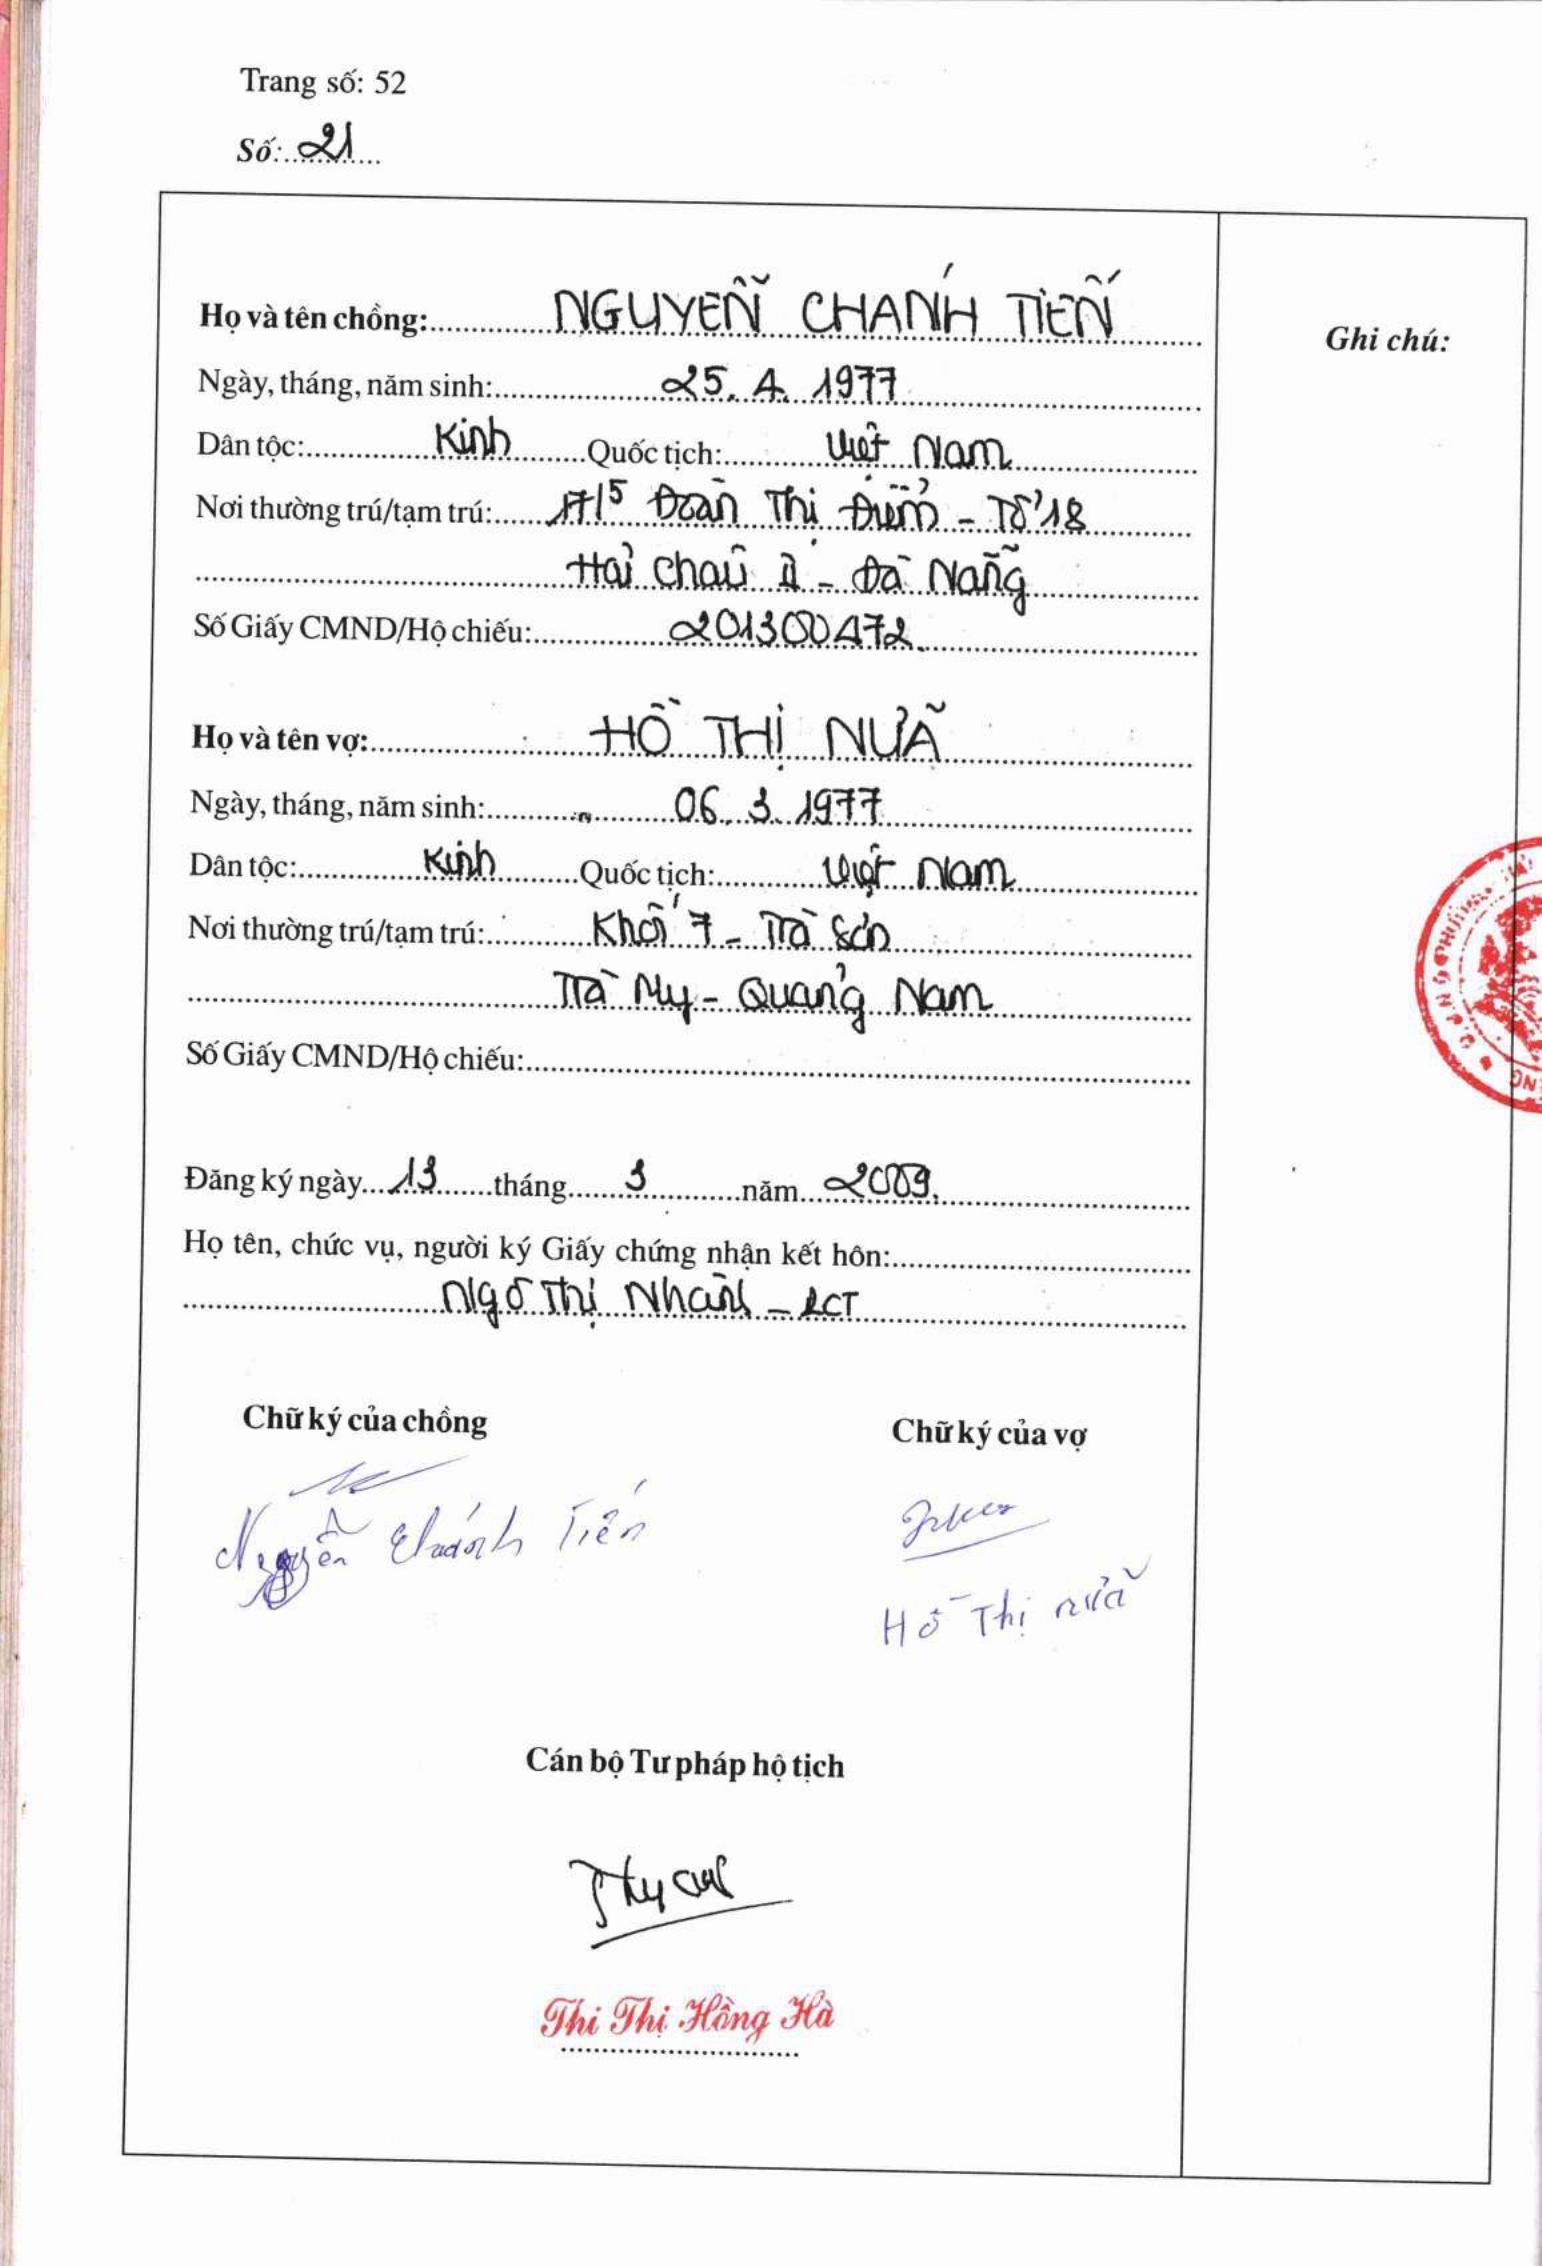 Trang số: 52
Số: 21
Họ và tên chồng: NGUYỄN CHÁNH TIẾN
Ghi chú:
Ngày, tháng, năm sinh: 25. 4. 1977
Dân tộc: Kinh Quốc tịch: Việt Nam
Nơi thường trú/tạm trú: 17/5 Đoàn Thị Điểm - Tổ 18
Hải Châu II - Đà Nẵng
Số Giấy CMND/Hộ chiếu: 201300472
Họ và tên vợ: HỒ THỊ NỮA
Ngày, tháng, năm sinh: 06. 3. 1977
Dân tộc: Kinh Quốc tịch: Việt Nam
Nơi thường trú/tạm trú: Khối 7 - Trà Sơn
Trà My - Quảng Nam
Số Giấy CMND/Hộ chiếu:
Đăng ký ngày 13 tháng 3 năm 2009.
Họ tên, chức vụ, người ký Giấy chứng nhận kết hôn:
Ngô Thị Nhành -
Chữ ký của chồng
Chữ ký của vợ
Nguyễn Chánh Tiến
Hồ Thị Nữa
Cán bộ Tư pháp hộ tịch
Thi Thị Hồng Hà